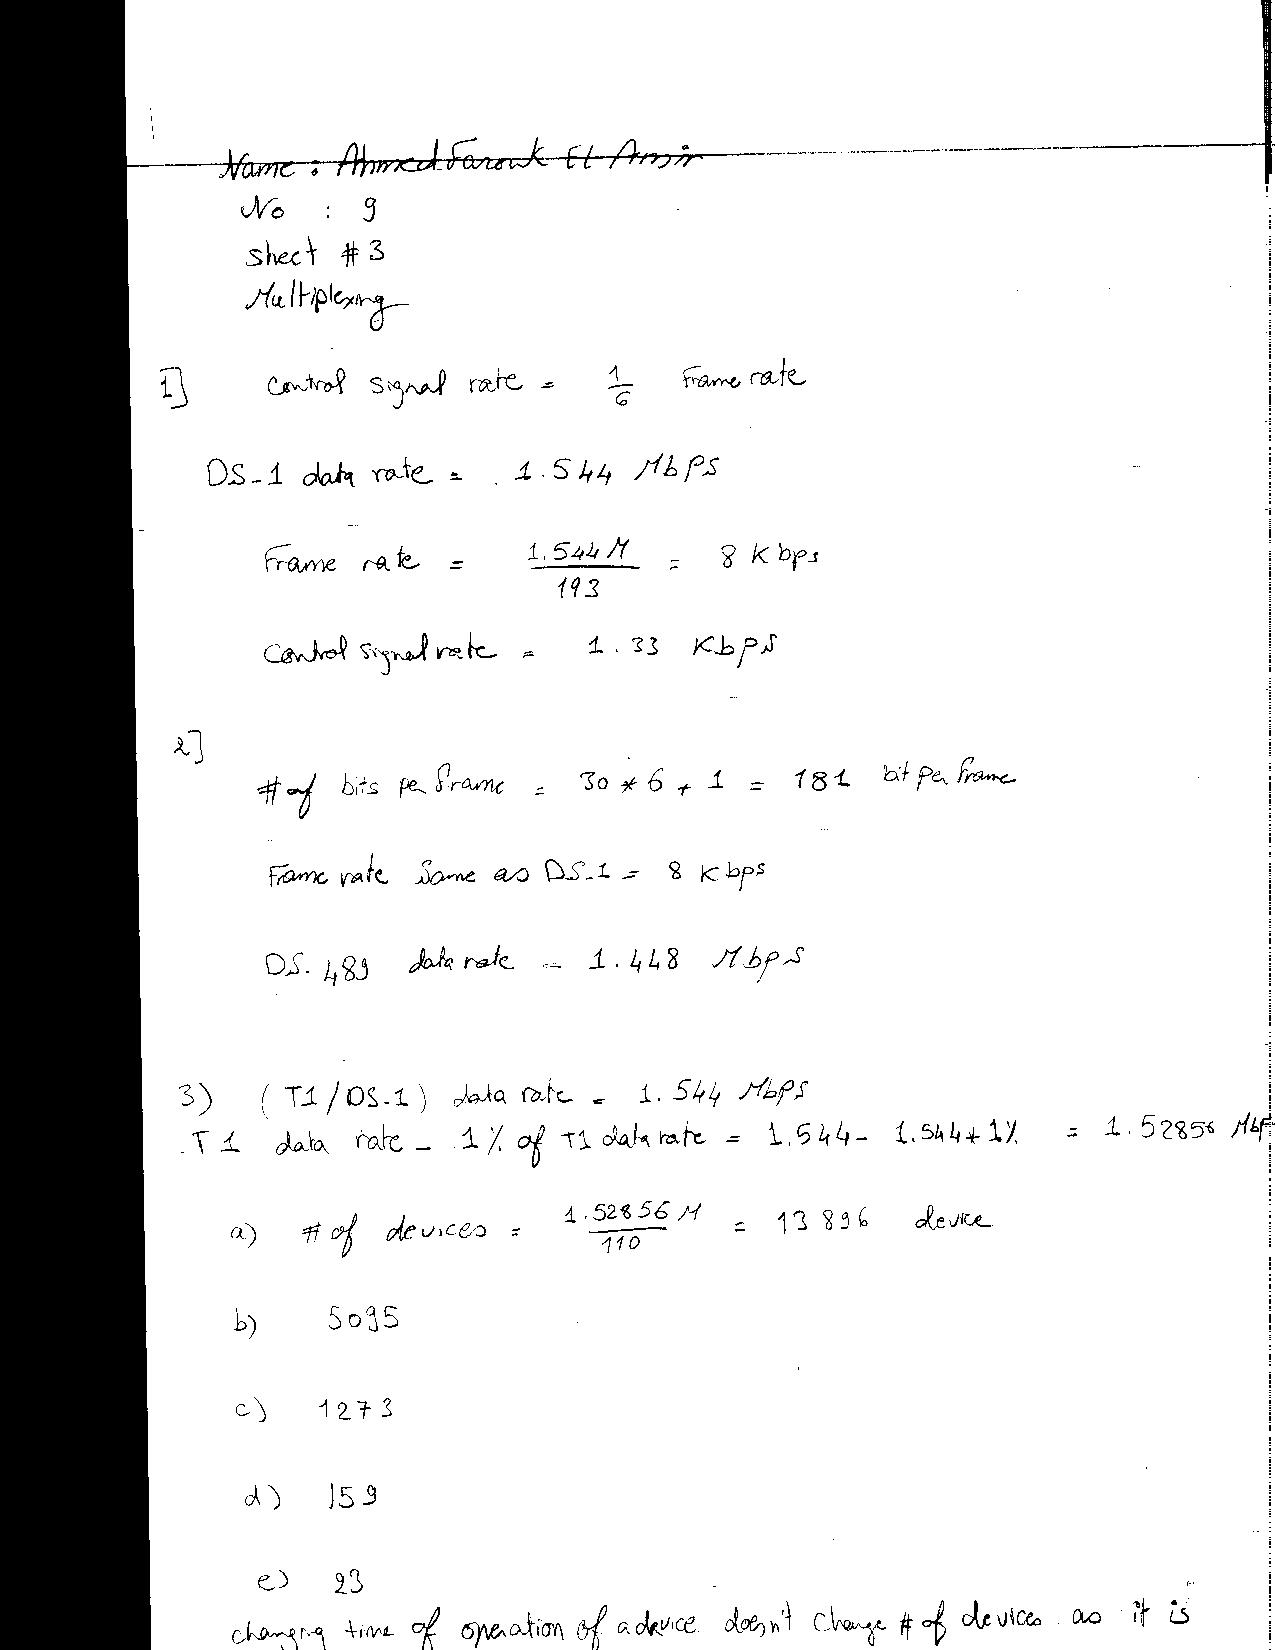 Name : Ahmed Farouk El Amir
No : 9
Sheet # 3
Multiplexing
1] Control signal rate = 1/6 Frame rate
DS-1 data rate = 1.544 Mbps
Frame rate = 1.544 M / 193 = 8 Kbps
Control signal rate = 1.33 Kbps
2]
# of bits per frame = 30 * 6 + 1 = 181 bit per frame
Frame rate same as DS-1 = 8 Kbps
DS-489 data rate = 1.448 Mbps
3) (T1/DS-1) data rate = 1.544 Mbps
T1 data rate - 1% of T1 data rate = 1.544 - 1.544 * 1% = 1.52856 Mbp
a) # of devices = 1.52856 M / 110 = 13896 device
b) 5095
c) 1273
d) 159
e) 23
changing time of operation of a device doesn't change # of devices as it is